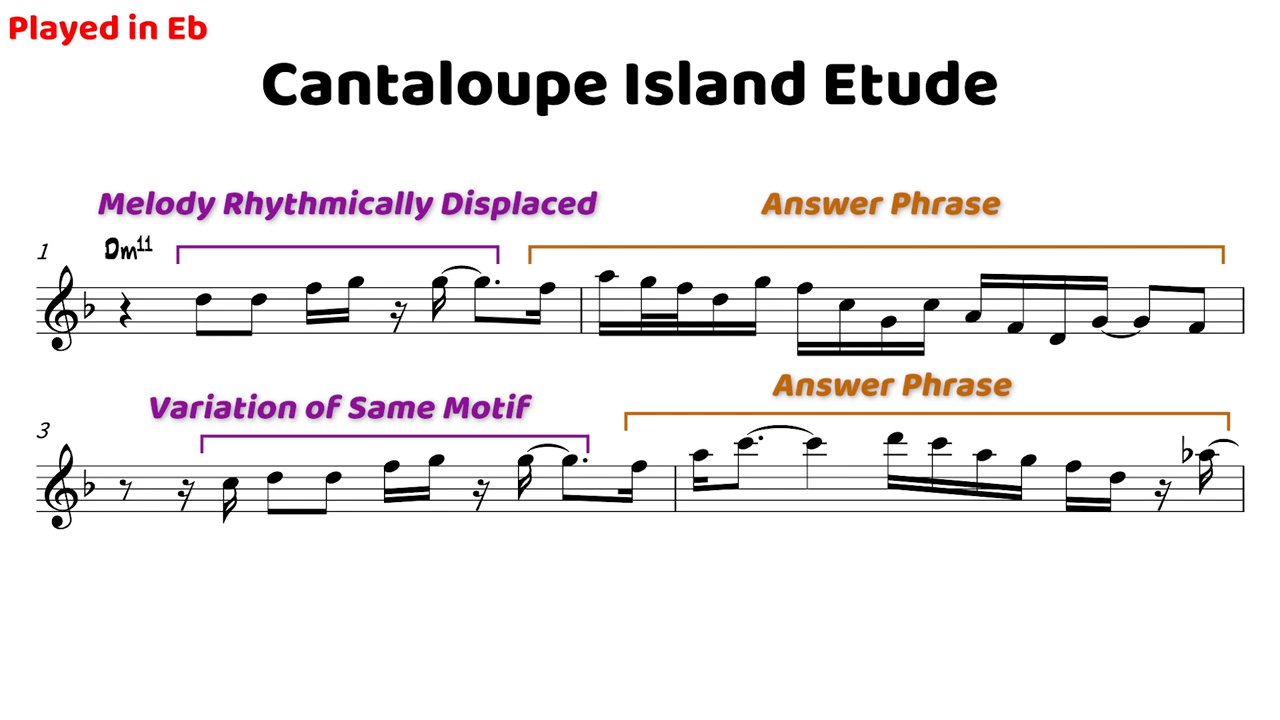 Played in Eb
Cantaloupe Island Etude
Melody Rhythmically Displaced
Answer Phrase
1
Dm11
Variation of Same Motif
Answer Phrase
3